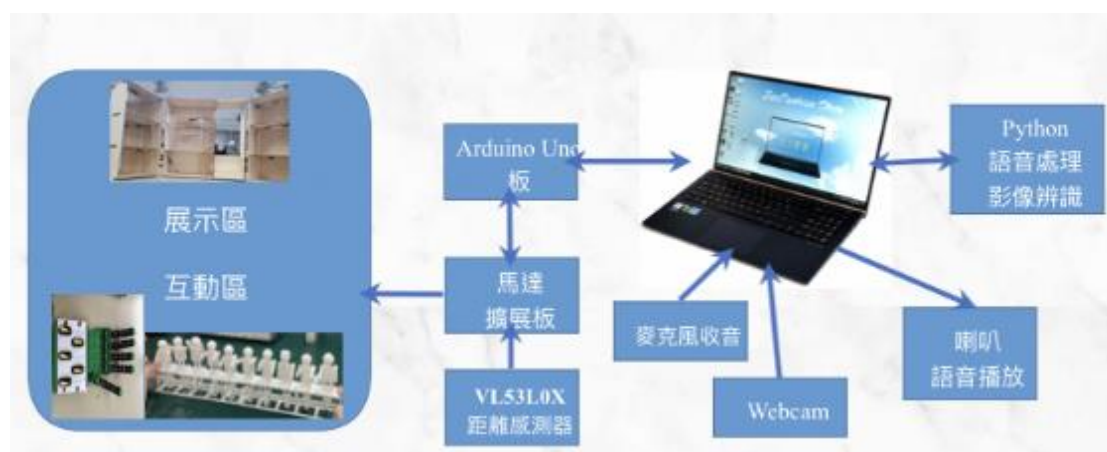 展示區
互動區
Arduino Uno
板
馬達
擴展板
VL53L0X
距離感測器
Python
語音處理
影像辨識
麥克風收音
Webcam
喇叭
語音播放